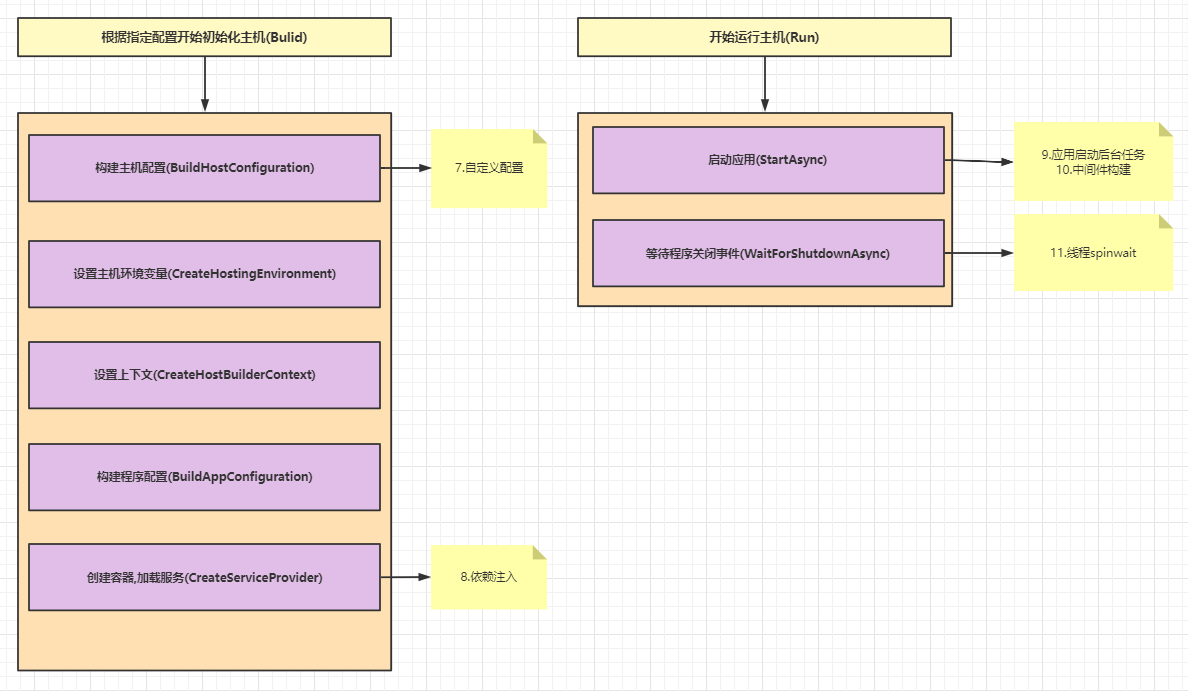 根据指定配置开始初始化主机(Bulid)
构建主机配置(BuildHostConfiguration)
7.自定义配置
设置主机环境变量(CreateHostingEnvironment)
设置上下文(CreateHostBuilderContext)
构建程序配置(BuildAppConfiguration)
创建容器,加载服务(CreateServiceProvider)
8.依赖注入
开始运行主机(Run)
启动应用(StartAsync)
9.应用启动后台任务
10.中间件构建
等待程序关闭事件(WaitForShutdownAsync)
11.线程spinwait